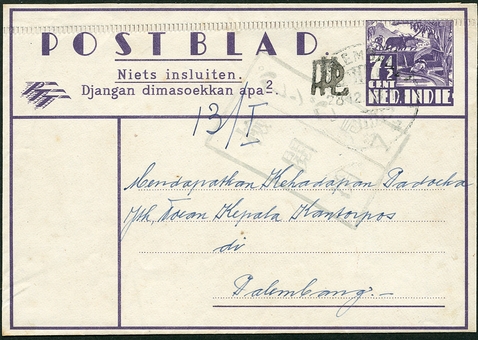 POSTBLAD
Niets insluiten.
Djangan dimasoekkan apa².
7½
CENT
NED. INDIE
13/I
Mendapatkan Kehadapan Padoeka
Jth, Toean Kepala Kantorpos
di
Palembang.